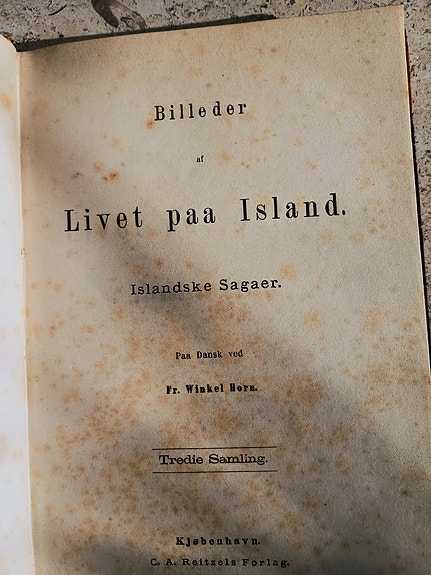 Billeder
af
Livet paa Island.
Islandske Sagaer.
Paa Dansk ved
Fr. Winkel Horn.
Tredie Samling.
Kjøbenhavn.
C. A. Reitzels Forlag.